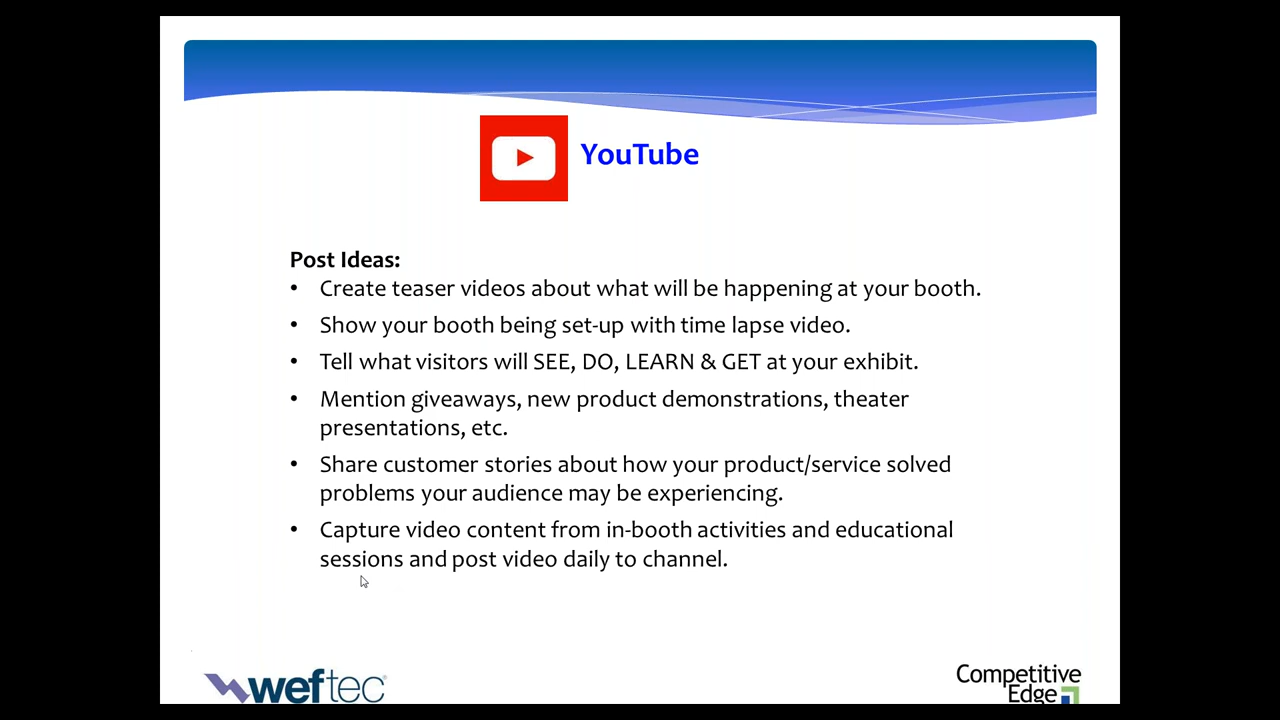 YouTube
Post Ideas:
• Create teaser videos about what will be happening at your booth.
• Show your booth being set-up with time lapse video.
• Tell what visitors will SEE, DO, LEARN & GET at your exhibit.
• Mention giveaways, new product demonstrations, theater
presentations, etc.
• Share customer stories about how your product/service solved
problems your audience may be experiencing.
• Capture video content from in-booth activities and educational
sessions and post video daily to channel.
weftec®
Competitive
Edge